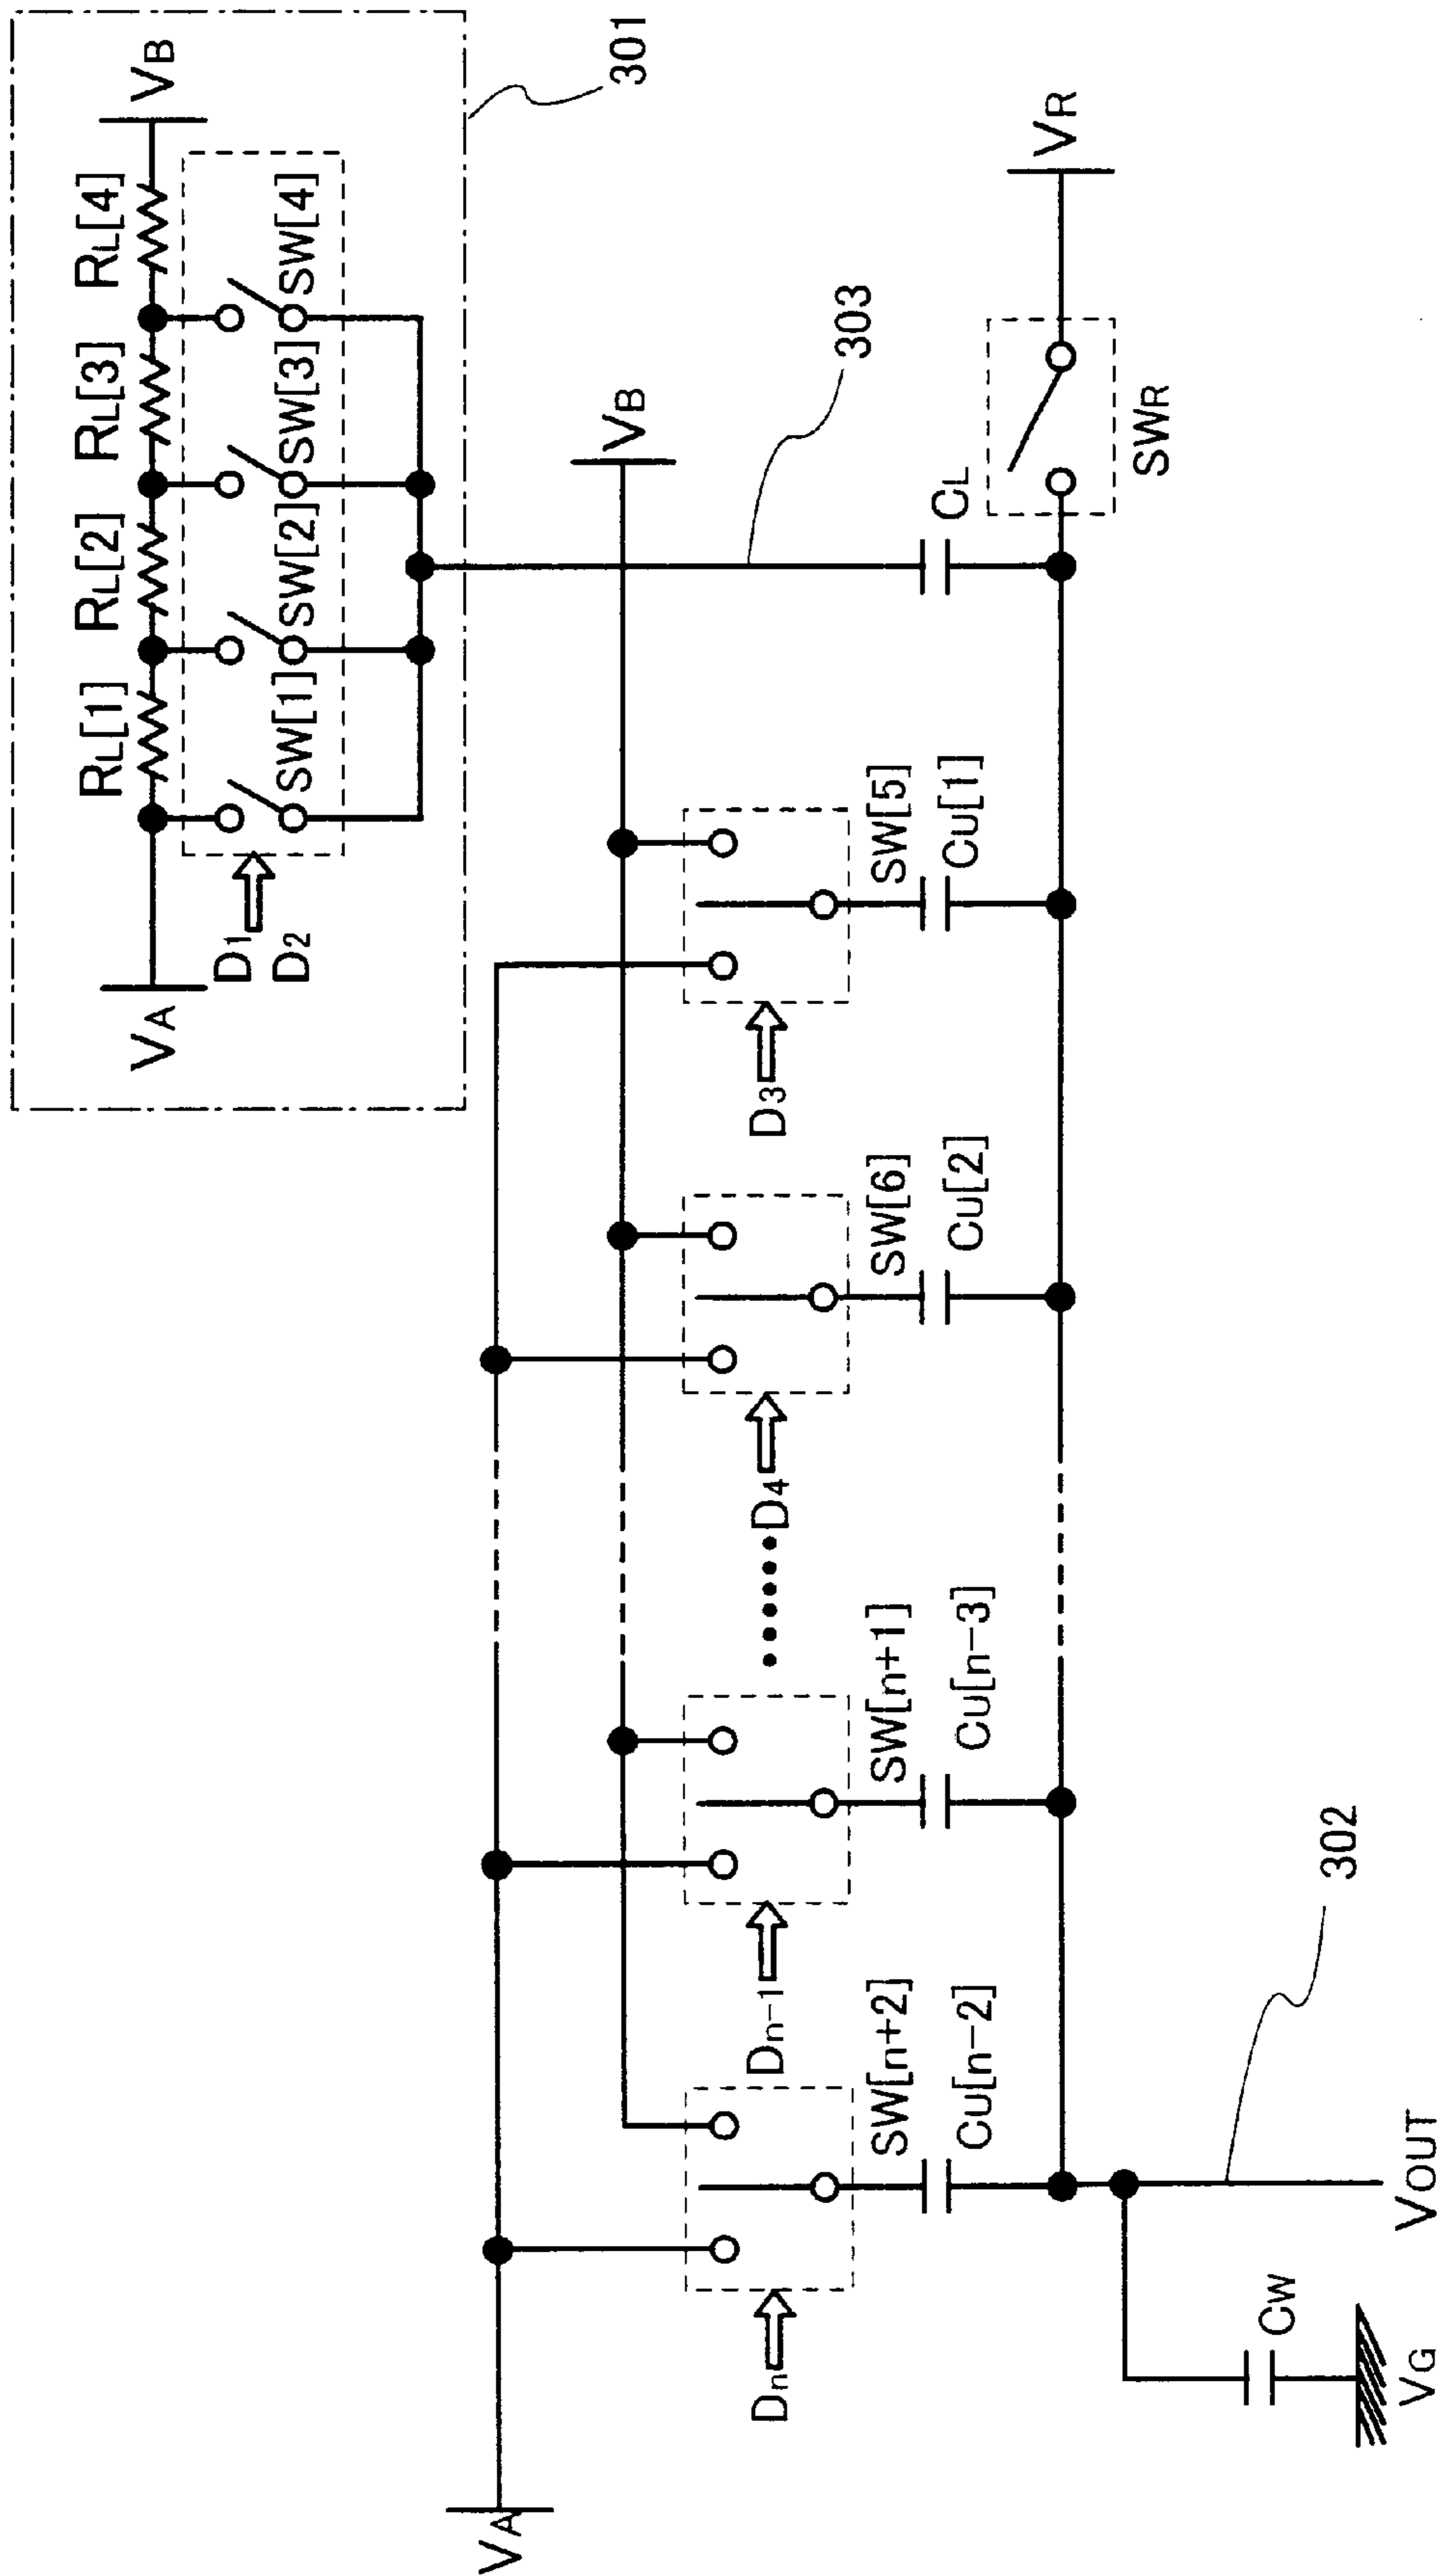 VA
VB
RL[1]
RL[2]
RL[3]
RL[4]
SW[1]
SW[2]
SW[3]
SW[4]
D1
D2
301
VA
VB
Dn
Dn-1
D4
D3
SW[n+2]
SW[n+1]
SW[6]
SW[5]
CU[n-2]
CU[n-3]
CU[2]
CU[1]
CL
303
VR
SWR
CW
VG
VOUT
302